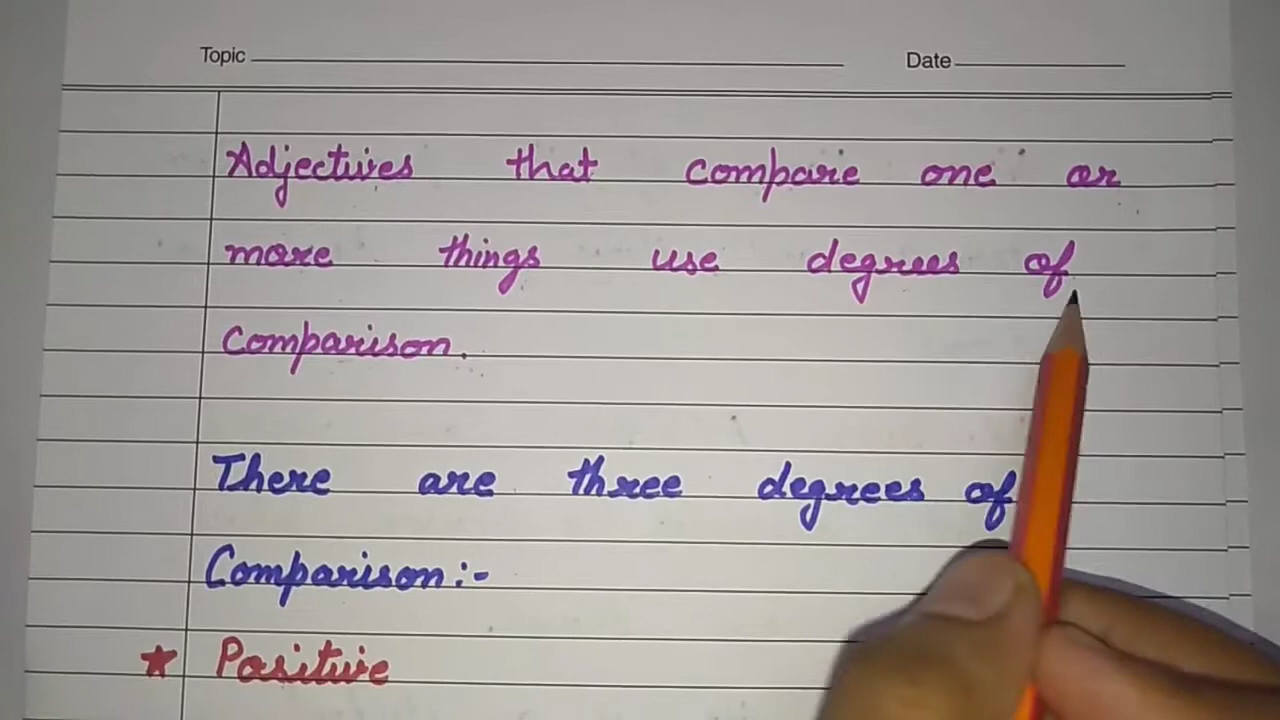 Topic Date
Adjectives that compare one or
more things use degrees of
Comparison.
There are three degrees of
Comparison:-
★ Positive